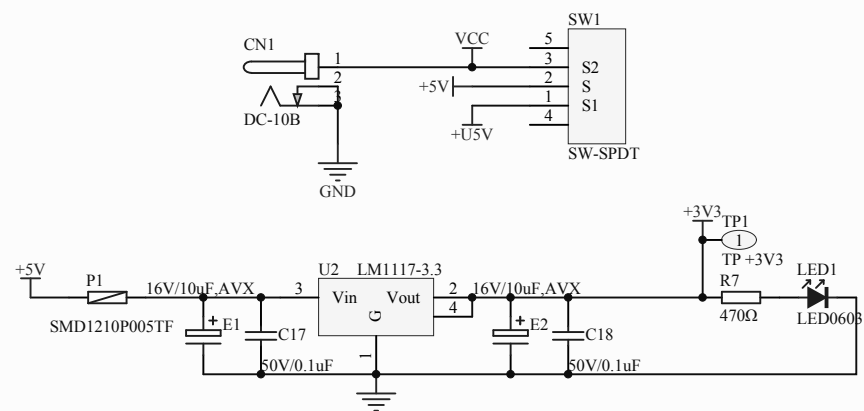 SW1
CN1
VCC
5
1
3
S2
2
+5V
2
S
3
1
S1
DC-10B
+U5V
4
SW-SPDT
GND
+3V3
TP1
1
+5V
P1
U2
LM1117-3.3
TP +3V3
LED1
16V/10uF,AVX
3
Vin
Vout
2
16V/10uF,AVX
R7
4
SMD1210P005TF
+
E1
C17
G
+
E2
C18
470Ω
LED0603
1
50V/0.1uF
50V/0.1uF